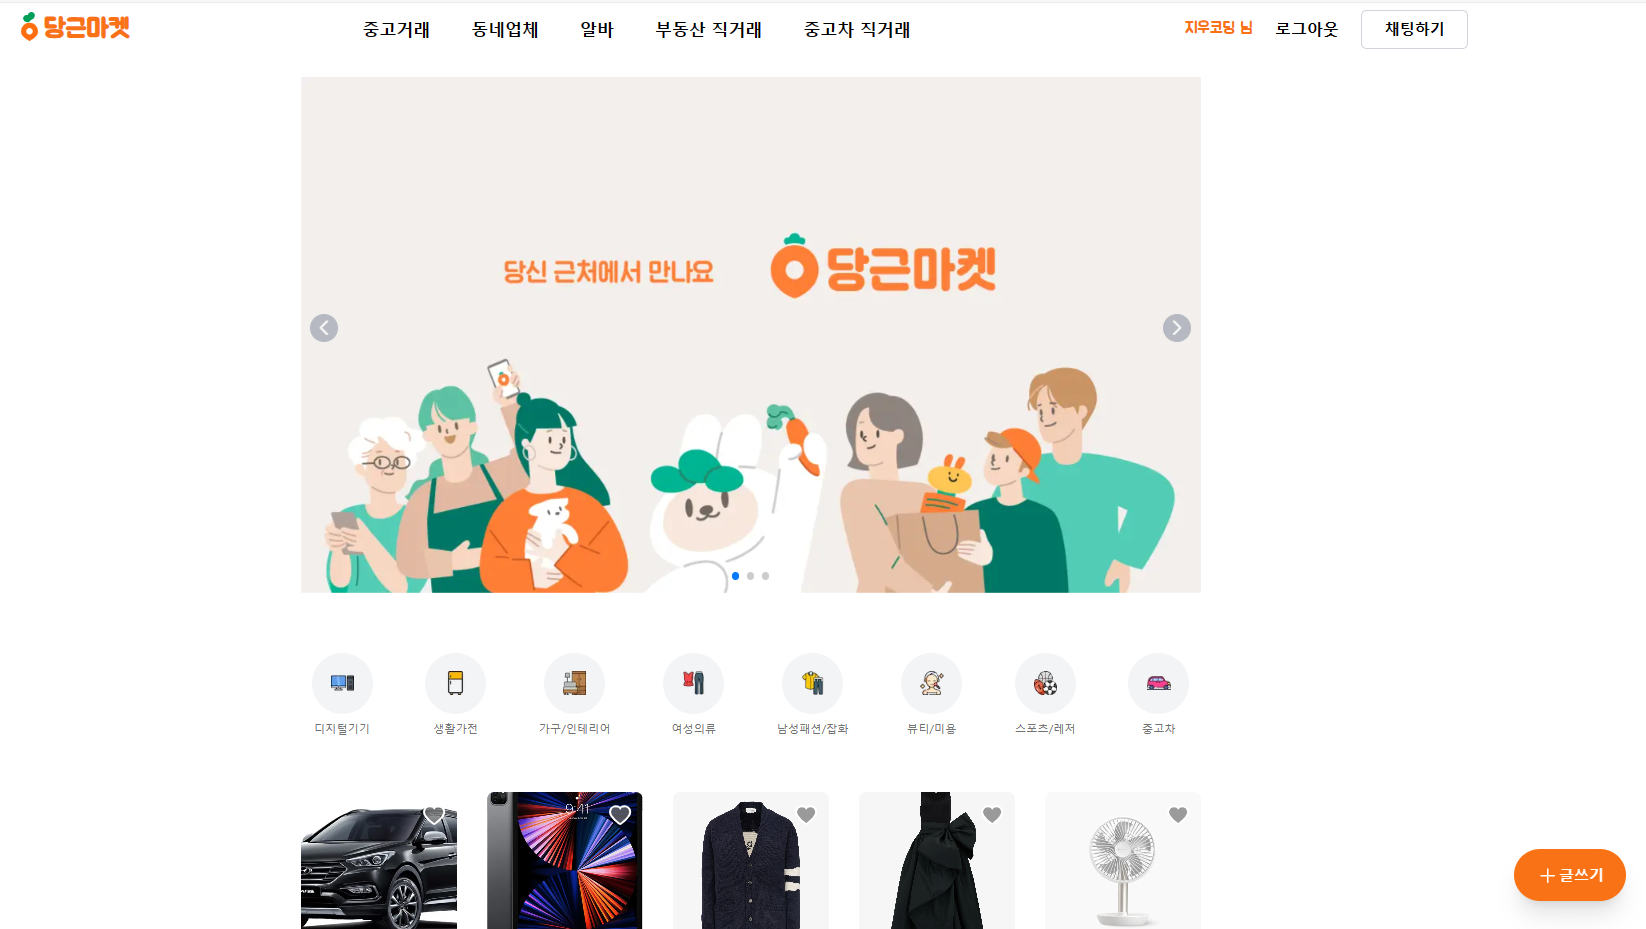 당근마켓
중고거래 동네업체 알바 부동산 직거래 중고차 직거래
지우코딩 님 로그아웃 채팅하기
당신 근처에서 만나요 당근마켓
디지털기기 생활가전 가구/인테리어 여성의류 남성패션/잡화 뷰티/미용 스포츠/레저 중고차
9:41
글쓰기